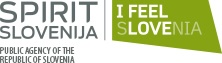 SPIRIT
SLOVENIJA
I FEEL
SLOVENIA
PUBLIC AGENCY OF THE
REPUBLIC OF SLOVENIA